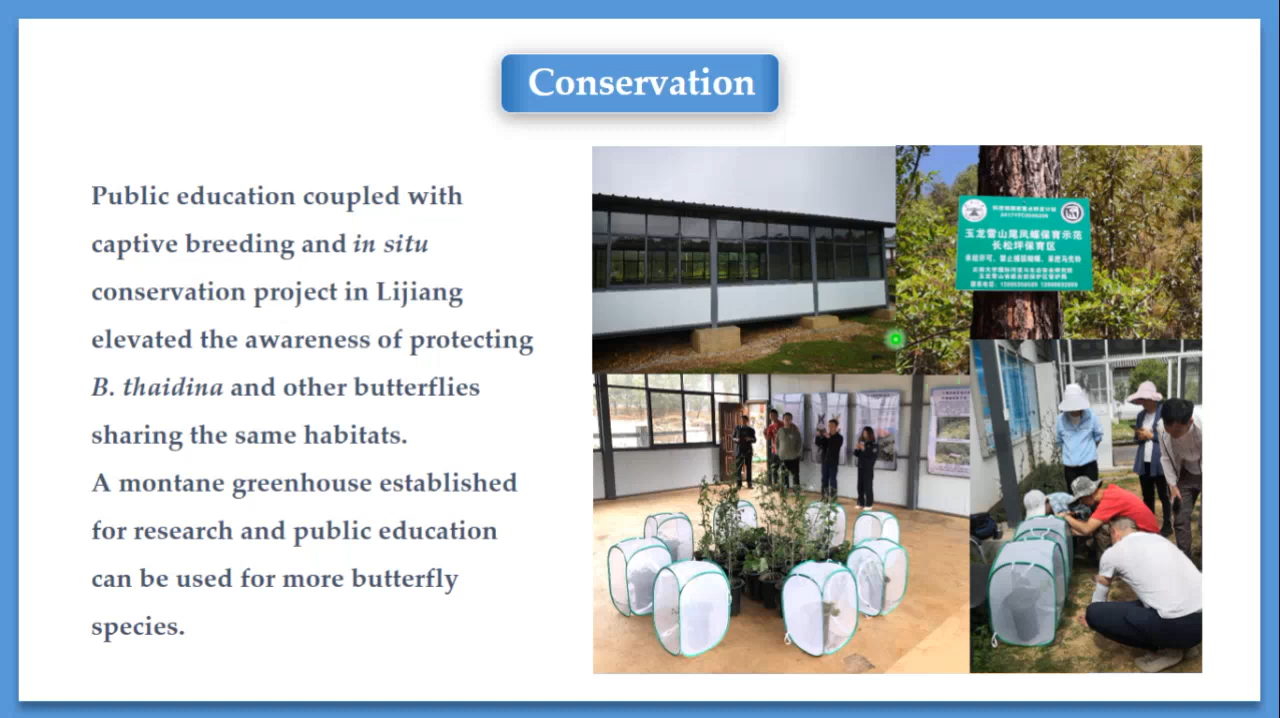 Conservation
Public education coupled with
captive breeding and in situ
conservation project in Lijiang
elevated the awareness of protecting
B. thaidina and other butterflies
sharing the same habitats.
A montane greenhouse established
for research and public education
can be used for more butterfly
species.
玉龙雪山尾凤蝶保育示范
长松坪保育区